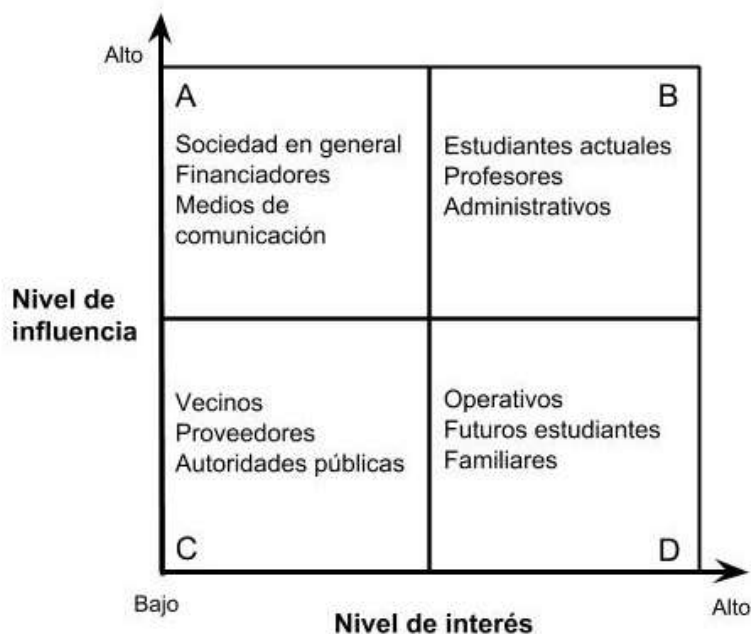 Alto
A
B
Sociedad en general
Financiadores
Medios de
comunicación
Estudiantes actuales
Profesores
Administrativos
Nivel de
influencia
Vecinos
Proveedores
Autoridades públicas
Operativos
Futuros estudiantes
Familiares
C
D
Bajo
Nivel de interés
Alto